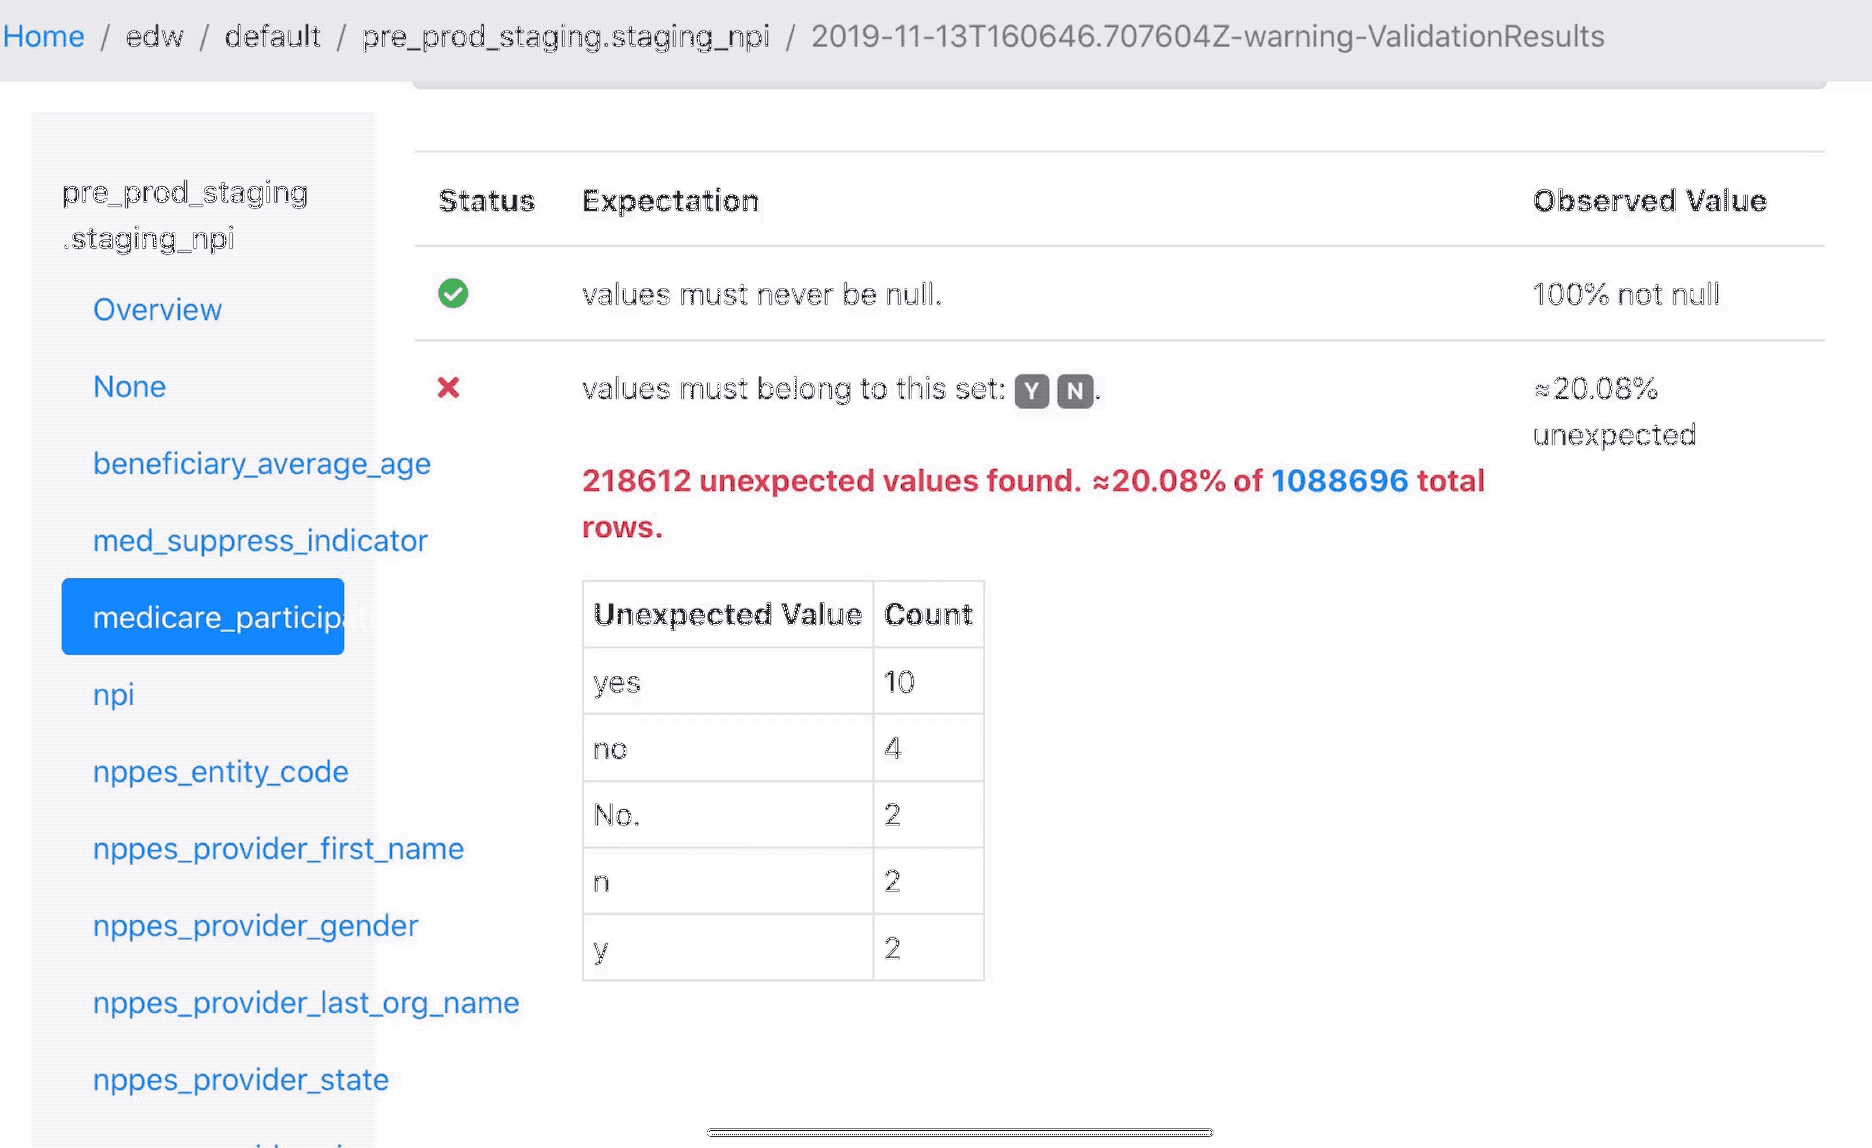 Home / edw / default / pre_prod_staging.staging_npi / 2019-11-13T160646.707604Z-warning-ValidationResults
pre_prod_staging
.staging_npi
Overview
None
beneficiary_average_age
med_suppress_indicator
medicare_particip
npi
nppes_entity_code
nppes_provider_first_name
nppes_provider_gender
nppes_provider_last_org_name
nppes_provider_state
Status Expectation Observed Value
values must never be null. 100% not null
values must belong to this set: Y N. ≈20.08%
unexpected
218612 unexpected values found. ≈20.08% of 1088696 total
rows.
Unexpected Value Count
yes 10
no 4
No. 2
n 2
y 2